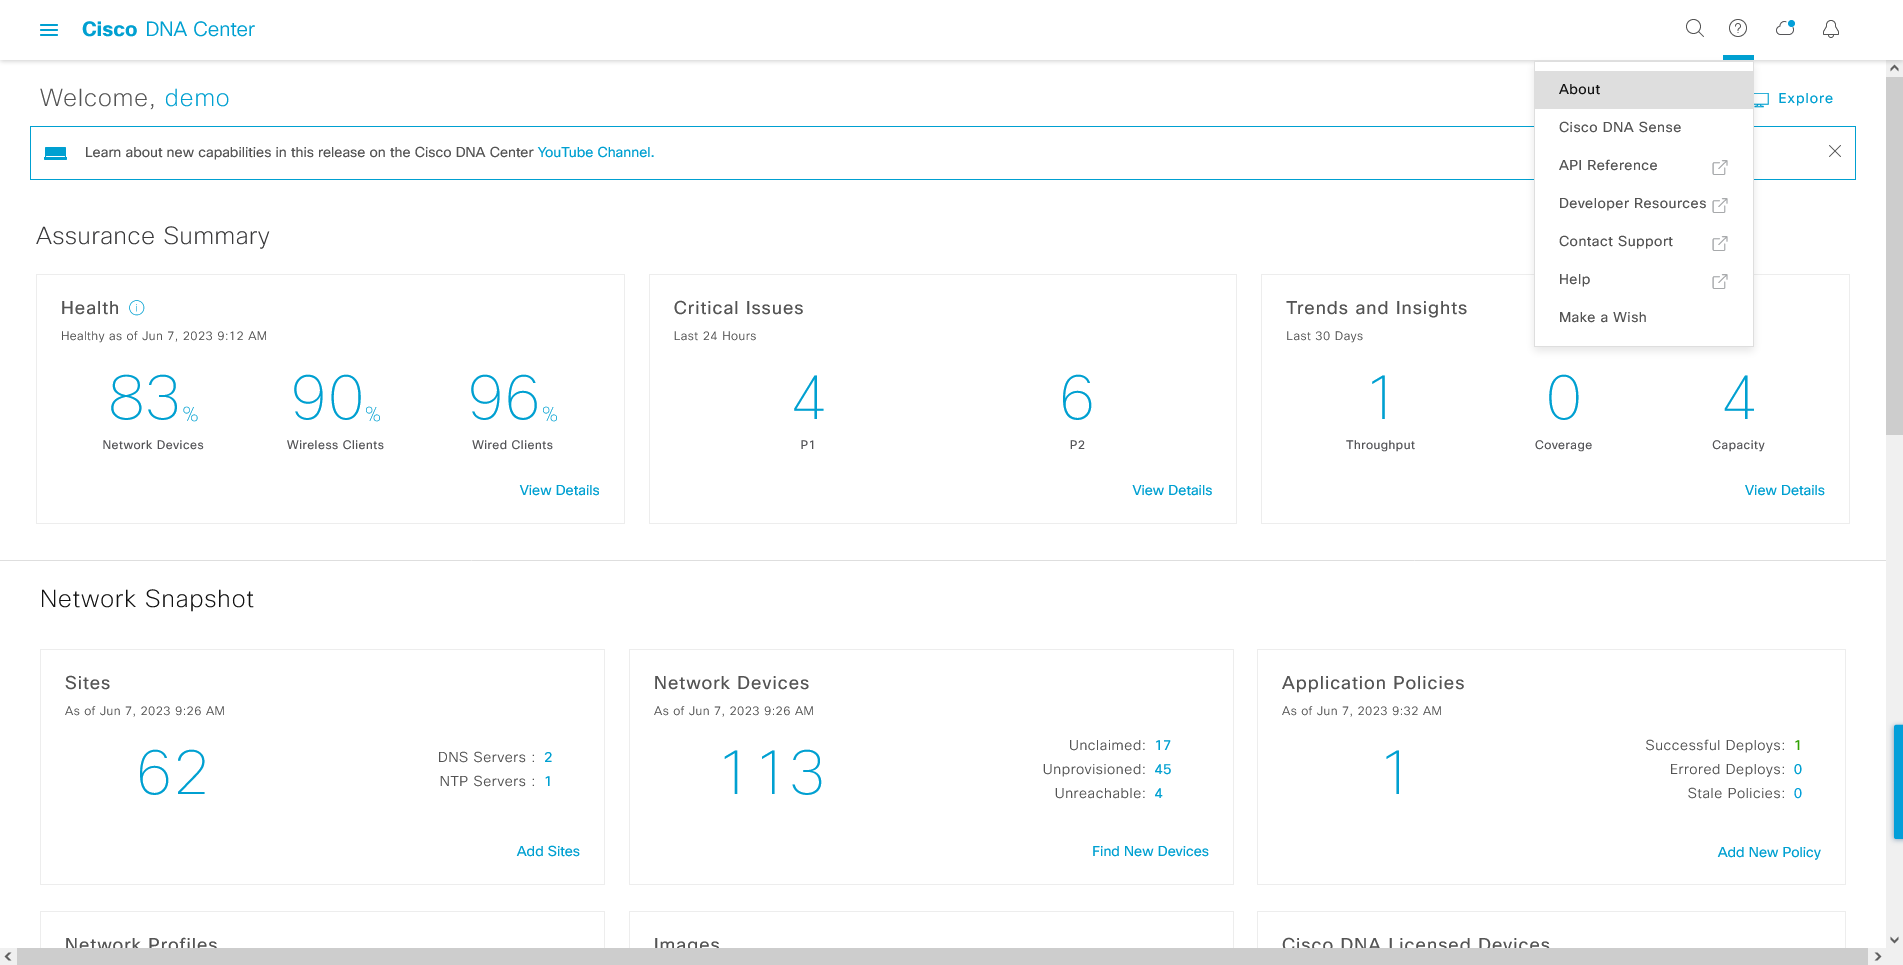 Cisco DNA Center
Welcome, demo
Explore
Learn about new capabilities in this release on the Cisco DNA Center YouTube Channel.
About
Cisco DNA Sense
API Reference
Developer Resources
Contact Support
Help
Make a Wish
Assurance Summary
Health
Healthy as of Jun 7, 2023 9:12 AM
83% 90% 96%
Network Devices Wireless Clients Wired Clients
View Details
Critical Issues
Last 24 Hours
4 6
P1 P2
View Details
Trends and Insights
Last 30 Days
1 0 4
Throughput Coverage Capacity
View Details
Network Snapshot
Sites
As of Jun 7, 2023 9:26 AM
62
DNS Servers : 2
NTP Servers : 1
Add Sites
Network Devices
As of Jun 7, 2023 9:26 AM
113
Unclaimed: 17
Unprovisioned: 45
Unreachable: 4
Find New Devices
Application Policies
As of Jun 7, 2023 9:32 AM
1
Successful Deploys: 1
Errored Deploys: 0
Stale Policies: 0
Add New Policy
Network Profiles
Images
Cisco DNA Licensed Devices